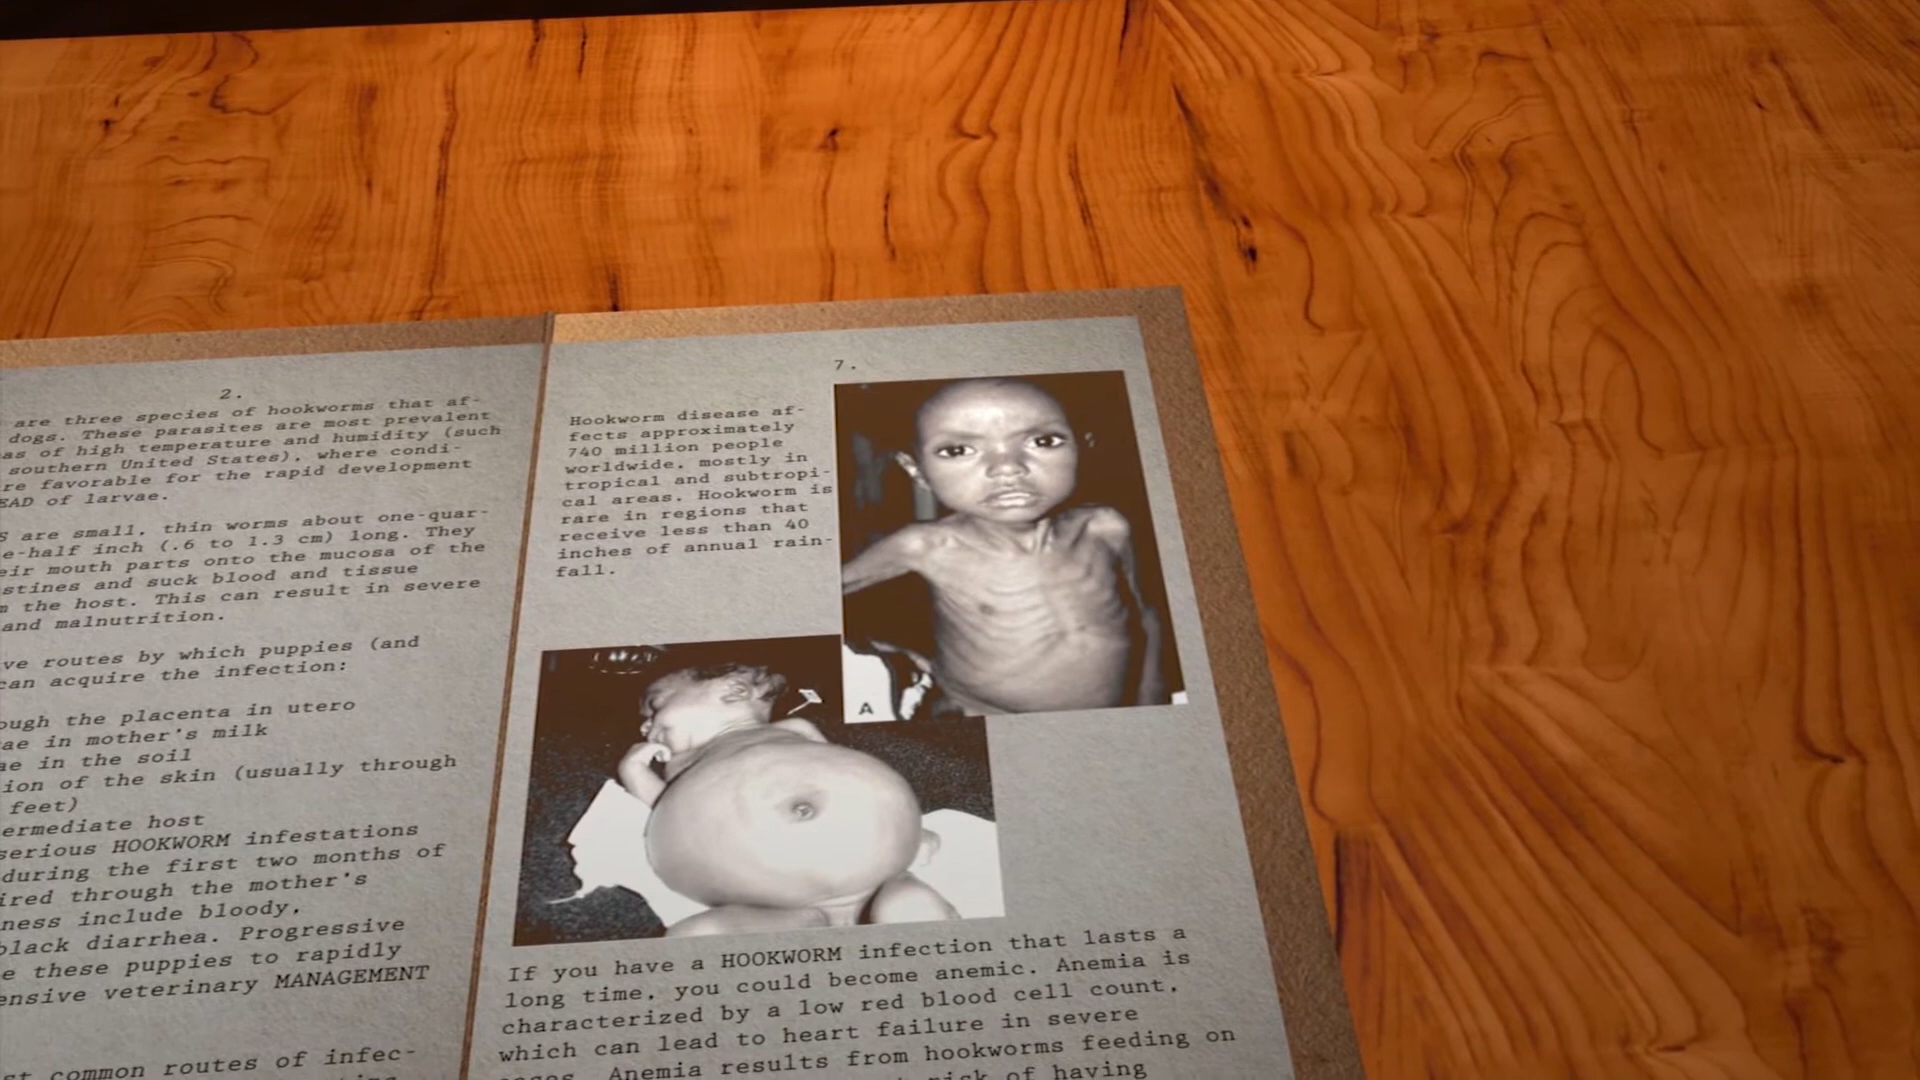 2.
are three species of hookworms that af-
dogs. These parasites are most prevalent
as of high temperature and humidity (such
southern United States), where condi-
re favorable for the rapid development
EAD of larvae.
S are small, thin worms about one-quar-
e-half inch (.6 to 1.3 cm) long. They
eir mouth parts onto the mucosa of the
stines and suck blood and tissue
m the host. This can result in severe
and malnutrition.
ve routes by which puppies (and
can acquire the infection:
ough the placenta in utero
ae in mother's milk
ae in the soil
ion of the skin (usually through
feet)
ermediate host
serious HOOKWORM infestations
during the first two months of
ired through the mother's
ness include bloody,
black diarrhea. Progressive
e these puppies to rapidly
ensive veterinary MANAGEMENT
st common routes of infec-
7.
Hookworm disease af-
fects approximately
740 million people
worldwide, mostly in
tropical and subtropi-
cal areas. Hookworm is
rare in regions that
receive less than 40
inches of annual rain-
fall.
A
If you have a HOOKWORM infection that lasts a
long time, you could become anemic. Anemia is
characterized by a low red blood cell count,
which can lead to heart failure in severe
Anemia results from hookworms feeding on
risk of having